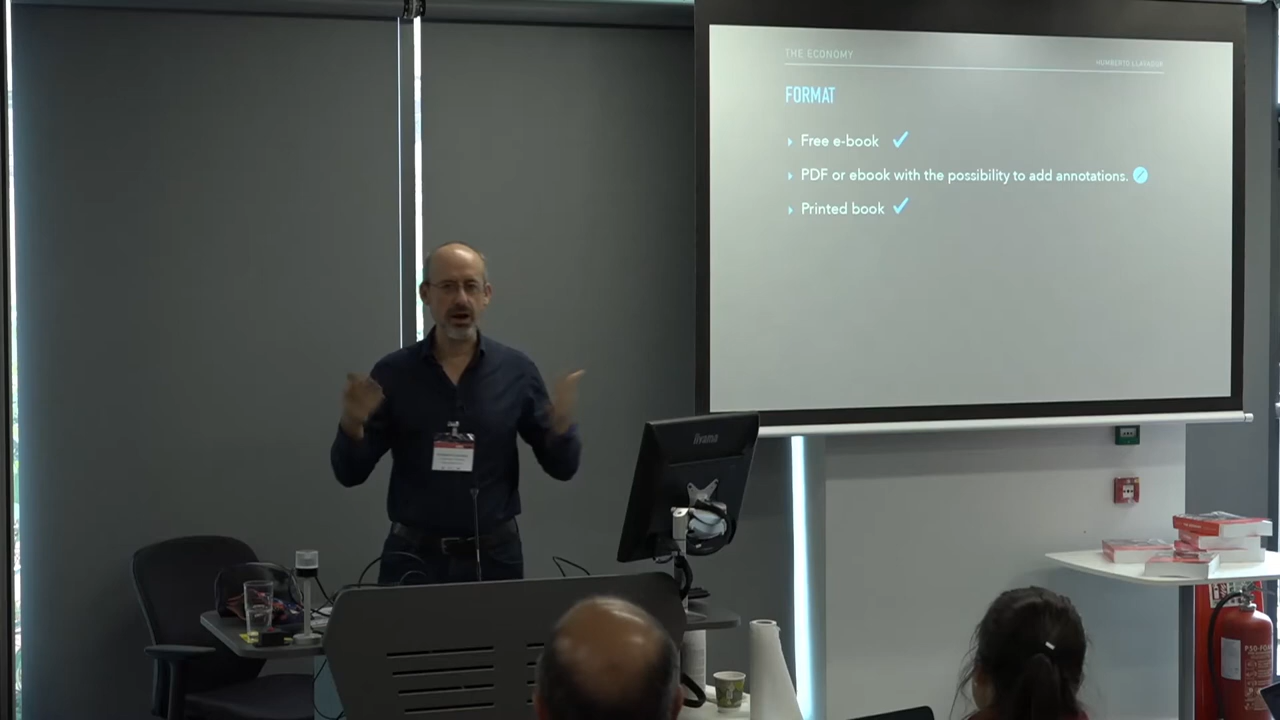 THE ECONOMY
HUMBERTO LLAVADOR
FORMAT
Free e-book
PDF or ebook with the possibility to add annotations.
Printed book
iiyama